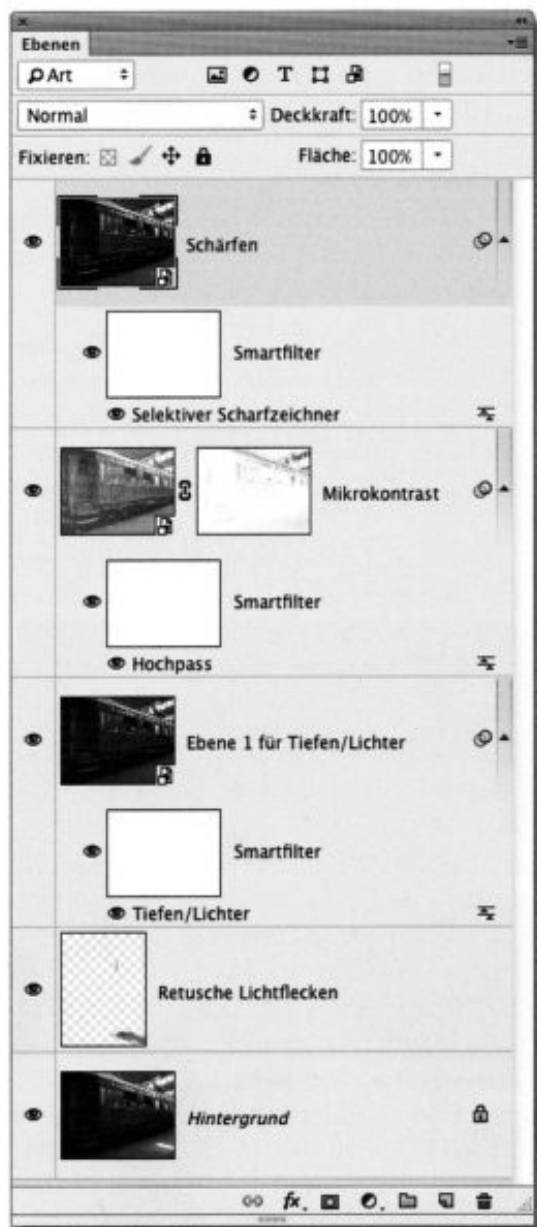 Ebenen
Art
Normal Deckkraft: 100%
Fixieren: Fläche: 100%
Schärfen
Smartfilter
Selektiver Scharfzeichner
Mikrokontrast
Smartfilter
Hochpass
Ebene 1 für Tiefen/Lichter
Smartfilter
Tiefen/Lichter
Retusche Lichtflecken
Hintergrund
fx